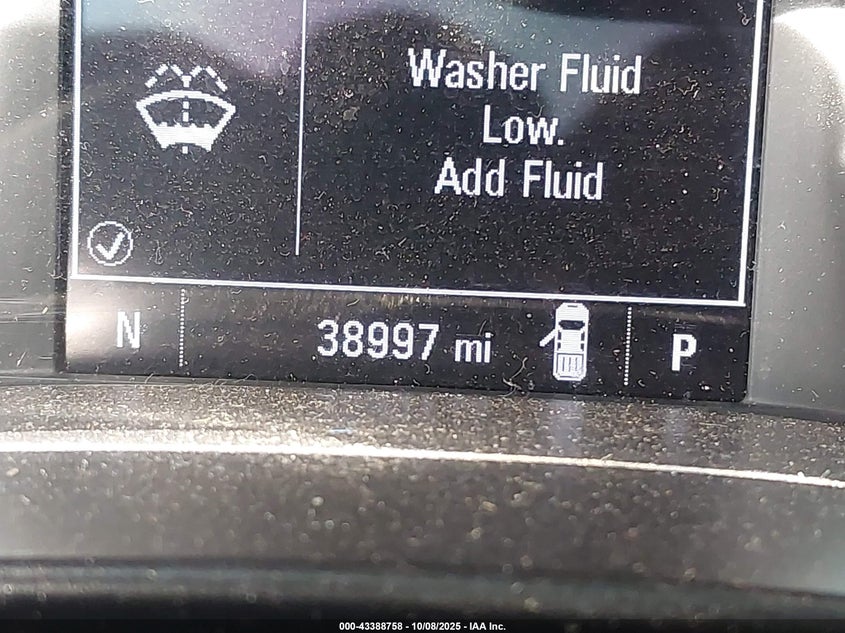 Washer Fluid
Low.
Add Fluid
N 38997 mi P
000-43388758 - 10/08/2025 - IAA Inc.